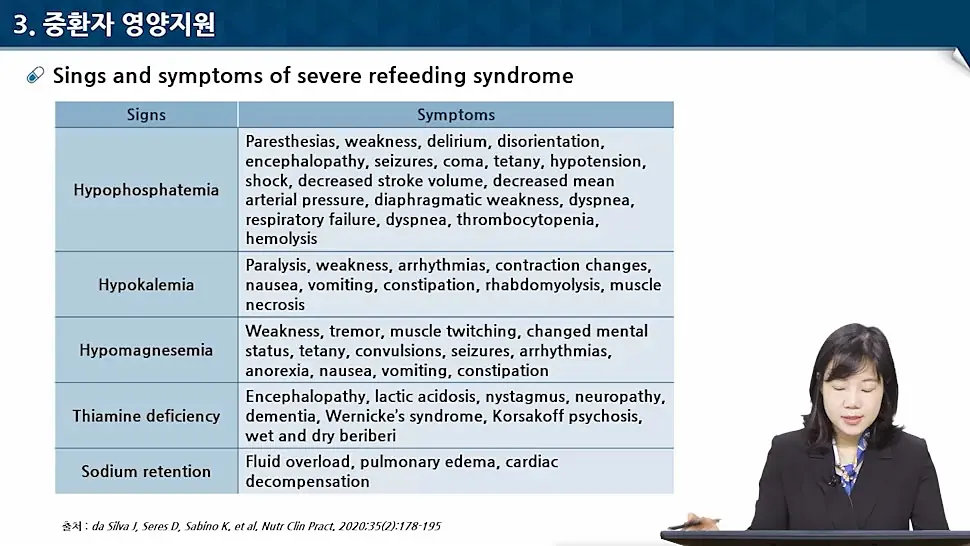 3. 중환자 영양지원
Sings and symptoms of severe refeeding syndrome
Signs
Symptoms
Hypophosphatemia
Paresthesias, weakness, delirium, disorientation,
encephalopathy, seizures, coma, tetany, hypotension,
shock, decreased stroke volume, decreased mean
arterial pressure, diaphragmatic weakness, dyspnea,
respiratory failure, dyspnea, thrombocytopenia,
hemolysis
Hypokalemia
Paralysis, weakness, arrhythmias, contraction changes,
nausea, vomiting, constipation, rhabdomyolysis, muscle
necrosis
Hypomagnesemia
Weakness, tremor, muscle twitching, changed mental
status, tetany, convulsions, seizures, arrhythmias,
anorexia, nausea, vomiting, constipation
Thiamine deficiency
Encephalopathy, lactic acidosis, nystagmus, neuropathy,
dementia, Wernicke's syndrome, Korsakoff psychosis,
wet and dry beriberi
Sodium retention
Fluid overload, pulmonary edema, cardiac
decompensation
출처 : da Silva J, Seres D, Sabino K, et al, Nutr Clin Pract, 2020:35(2):178-195